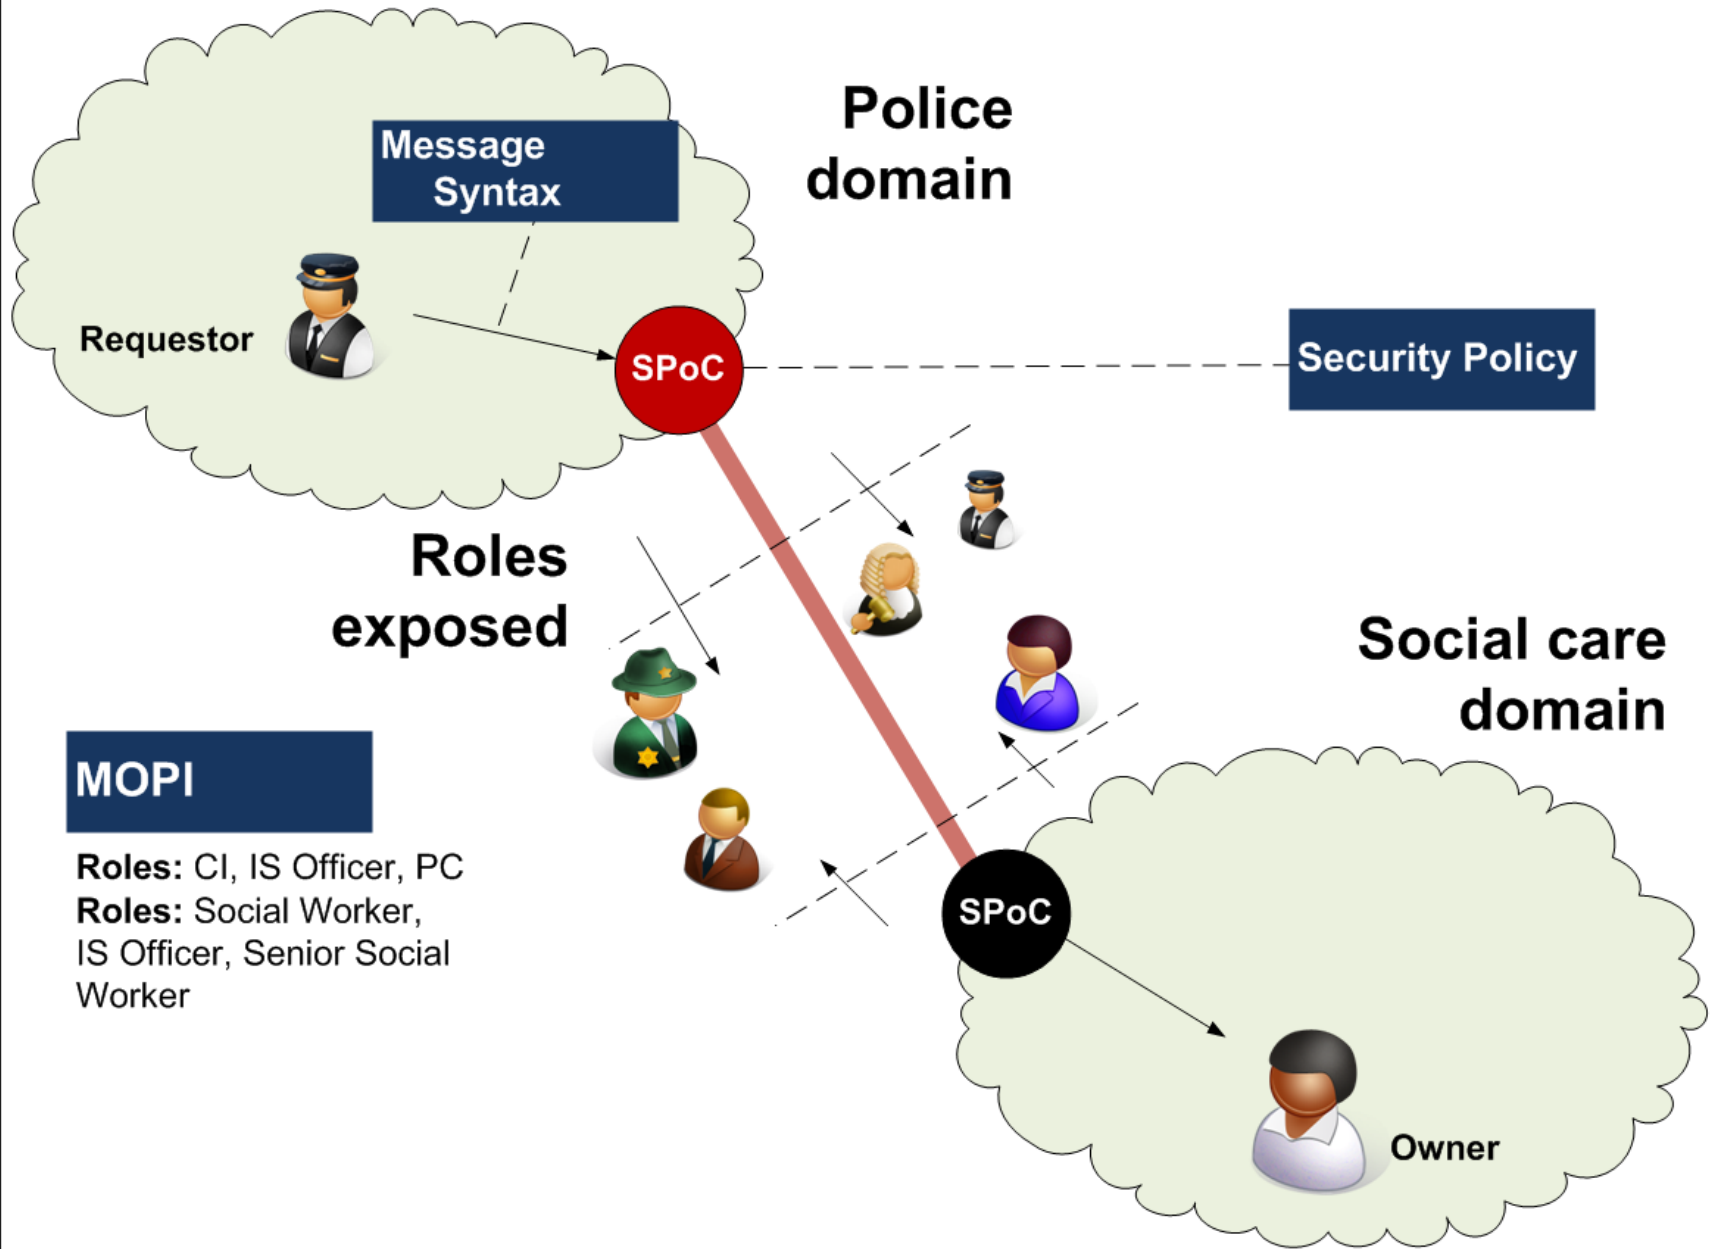 Police
domain
Message
Syntax
Requestor
SPoC
Security Policy
Roles
exposed
Social care
domain
MOPI
Roles: CI, IS Officer, PC
Roles: Social Worker,
IS Officer, Senior Social
Worker
SPoC
Owner